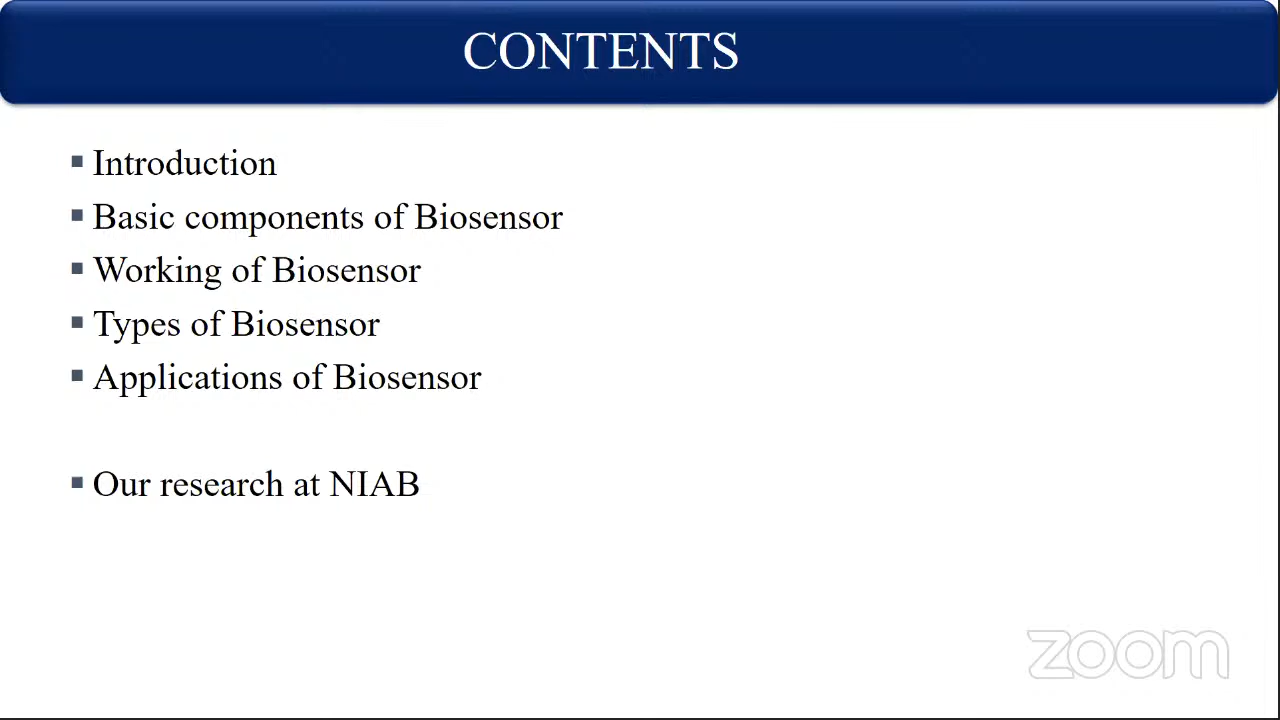 CONTENTS
▪ Introduction
▪ Basic components of Biosensor
▪ Working of Biosensor
▪ Types of Biosensor
▪ Applications of Biosensor
▪ Our research at NIAB
zoom